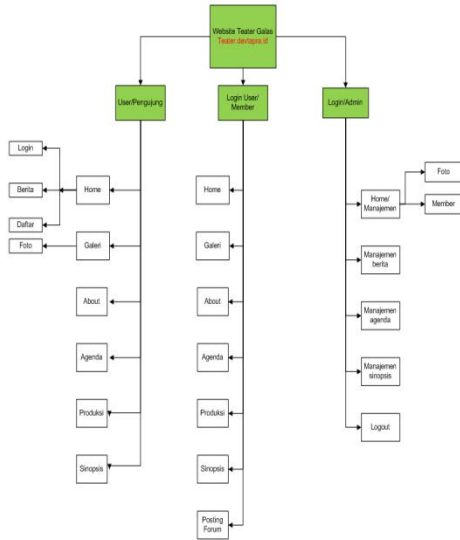 Website Teater Galas
Teater.devtapra.id
User/Pengujung
Login User/
Member
Login/Admin
Login
Berita
Daftar
Foto
Home
Galeri
About
Agenda
Produksi
Sinopsis
Home
Galeri
About
Agenda
Produksi
Sinopsis
Posting
Forum
Home/
Manajemen
Foto
Member
Manajemen
berita
Manajemen
agenda
Manajemen
sinopsis
Logout